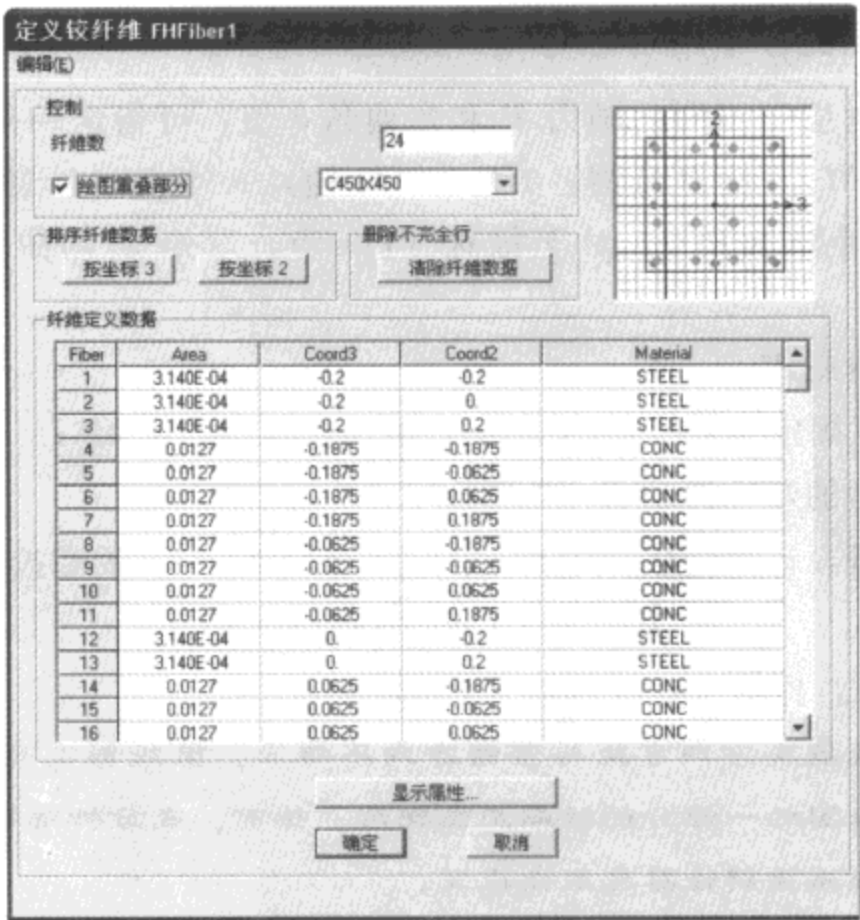 定义铰纤维 FHFiber1
编辑(E)
控制
纤维数
24
绘图重叠部分
C450X450
排序纤维数据
按坐标 3
按坐标 2
删除不完全行
清除纤维数据
2
3
纤维定义数据
Fiber Area Coord3 Coord2 Material
1 3.140E-04 -0.2 -0.2 STEEL
2 3.140E-04 -0.2 0. STEEL
3 3.140E-04 -0.2 0.2 STEEL
4 0.0127 -0.1875 -0.1875 CONC
5 0.0127 -0.1875 -0.0625 CONC
6 0.0127 -0.1875 0.0625 CONC
7 0.0127 -0.1875 0.1875 CONC
8 0.0127 -0.0625 -0.1875 CONC
9 0.0127 -0.0625 -0.0625 CONC
10 0.0127 -0.0625 0.0625 CONC
11 0.0127 -0.0625 0.1875 CONC
12 3.140E-04 0. -0.2 STEEL
13 3.140E-04 0. 0.2 STEEL
14 0.0127 0.0625 -0.1875 CONC
15 0.0127 0.0625 -0.0625 CONC
16 0.0127 0.0625 0.0625 CONC
显示属性...
确定
取消